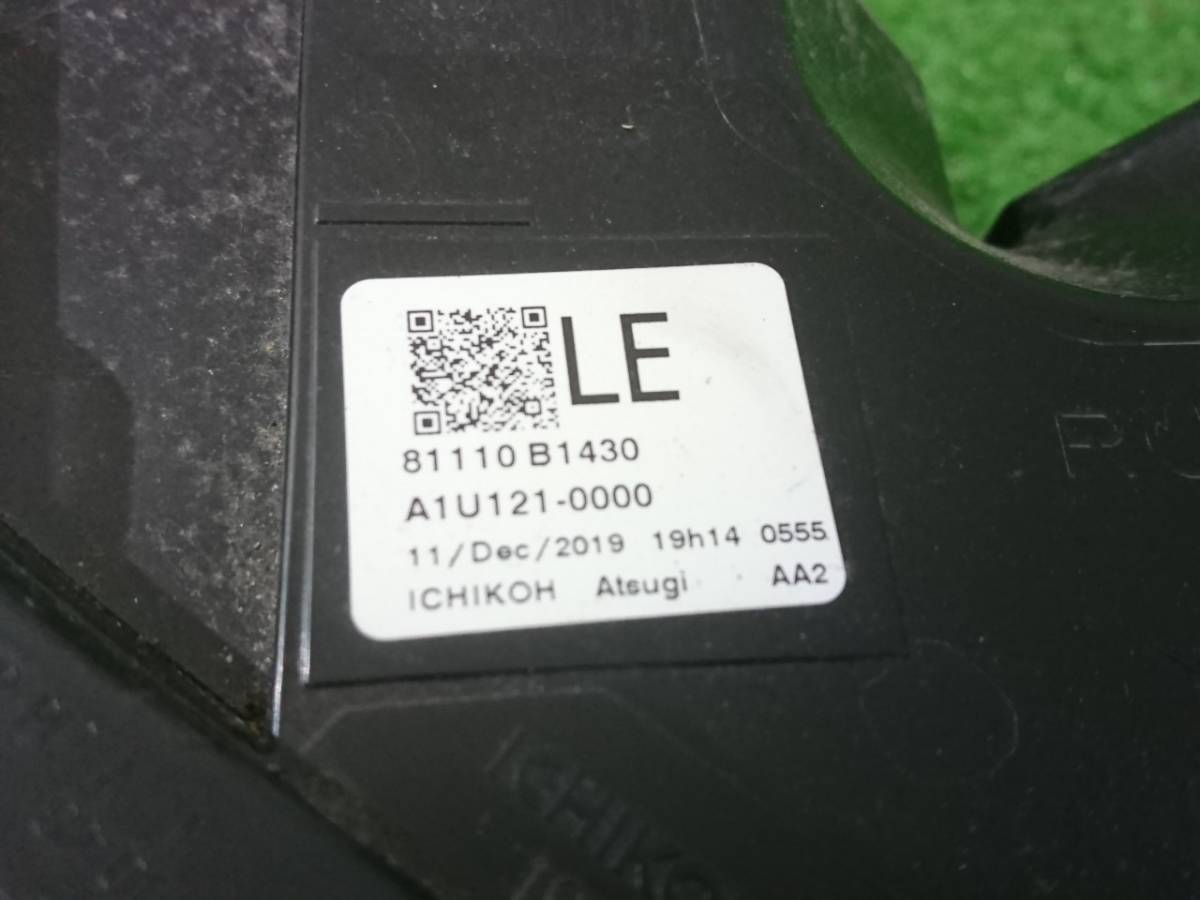 LE
81110 B1430
A1U121-0000
11/Dec/2019 19h14 0555
ICHIKOH Atsugi AA2